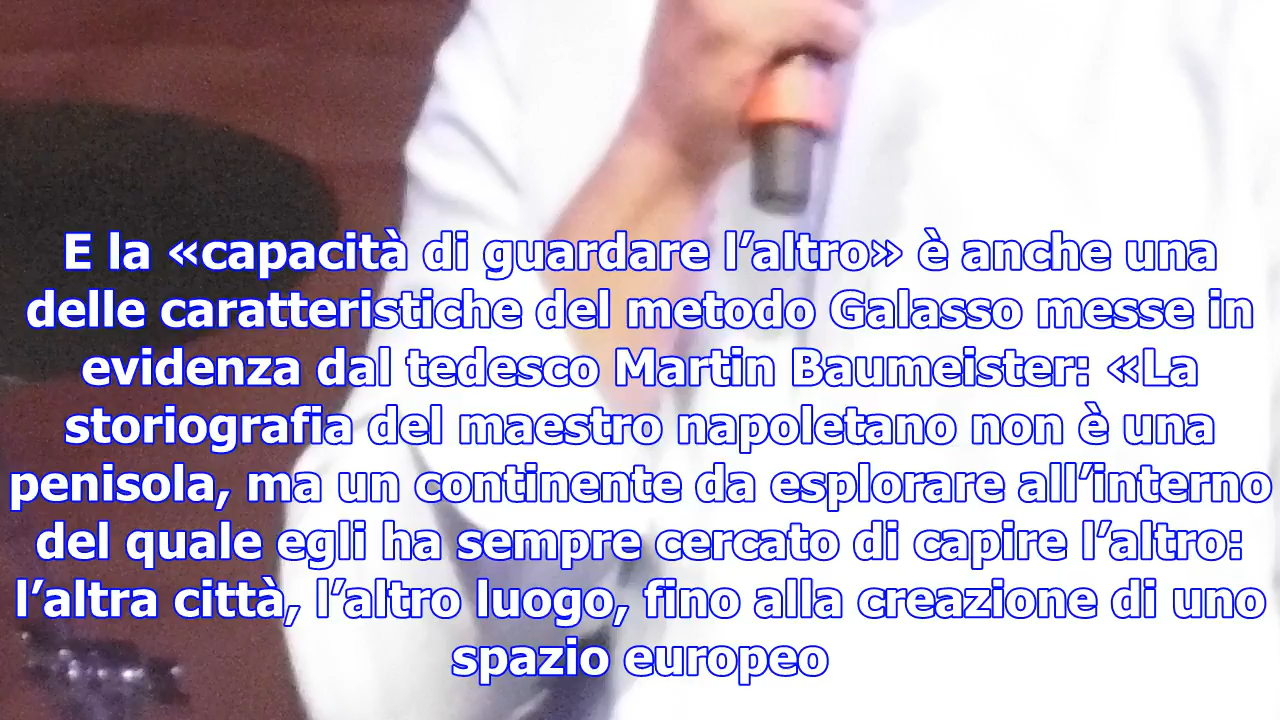 E la «capacità di guardare l’altro» è anche una
delle caratteristiche del metodo Galasso messe in
evidenza dal tedesco Martin Baumeister: «La
storiografia del maestro napoletano non è una
penisola, ma un continente da esplorare all’interno
del quale egli ha sempre cercato di capire l’altro:
l’altra città, l’altro luogo, fino alla creazione di uno
spazio europeo